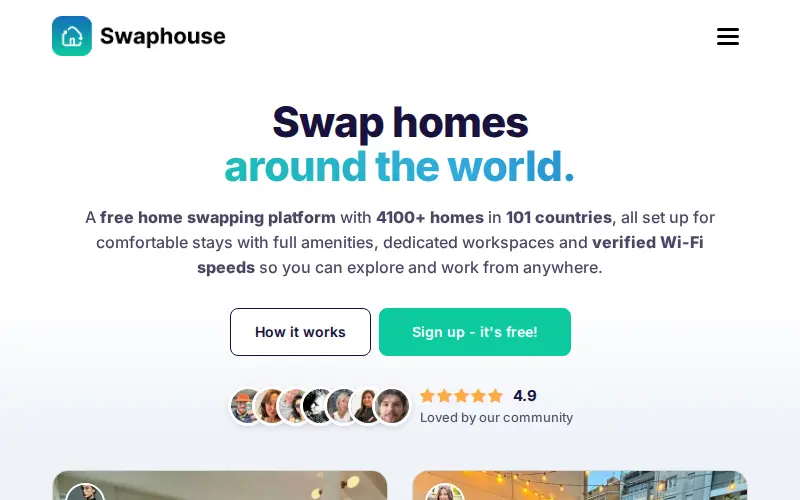 Swaphouse
Swap homes
around the world.
A free home swapping platform with 4100+ homes in 101 countries, all set up for
comfortable stays with full amenities, dedicated workspaces and verified Wi-Fi
speeds so you can explore and work from anywhere.
How it works
Sign up - it's free!
4.9
Loved by our community